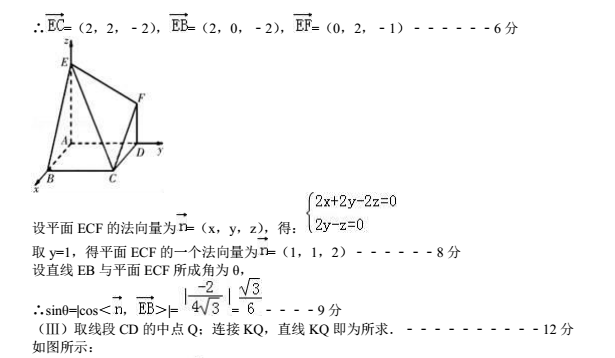 ∴EC→=(2，2，﹣2)，EB→=(2，0，﹣2)，EF→=(0，2，﹣1)﹣﹣﹣﹣﹣﹣6分
z
E
F
A
D
y
B
C
x
设平面ECF的法向量为n→=(x，y，z)，得：{2x+2y-2z=0
2y-z=0
取y=1，得平面ECF的一个法向量为n→=(1，1，2)﹣﹣﹣﹣﹣﹣8分
设直线EB与平面ECF所成角为θ，
∴sinθ=|cos<n→，EB→>|=|-2/4√3|=√3/6﹣﹣﹣﹣9分
(Ⅲ)取线段CD的中点Q；连接KQ，直线KQ即为所求．﹣﹣﹣﹣﹣﹣﹣﹣﹣﹣12分
如图所示：